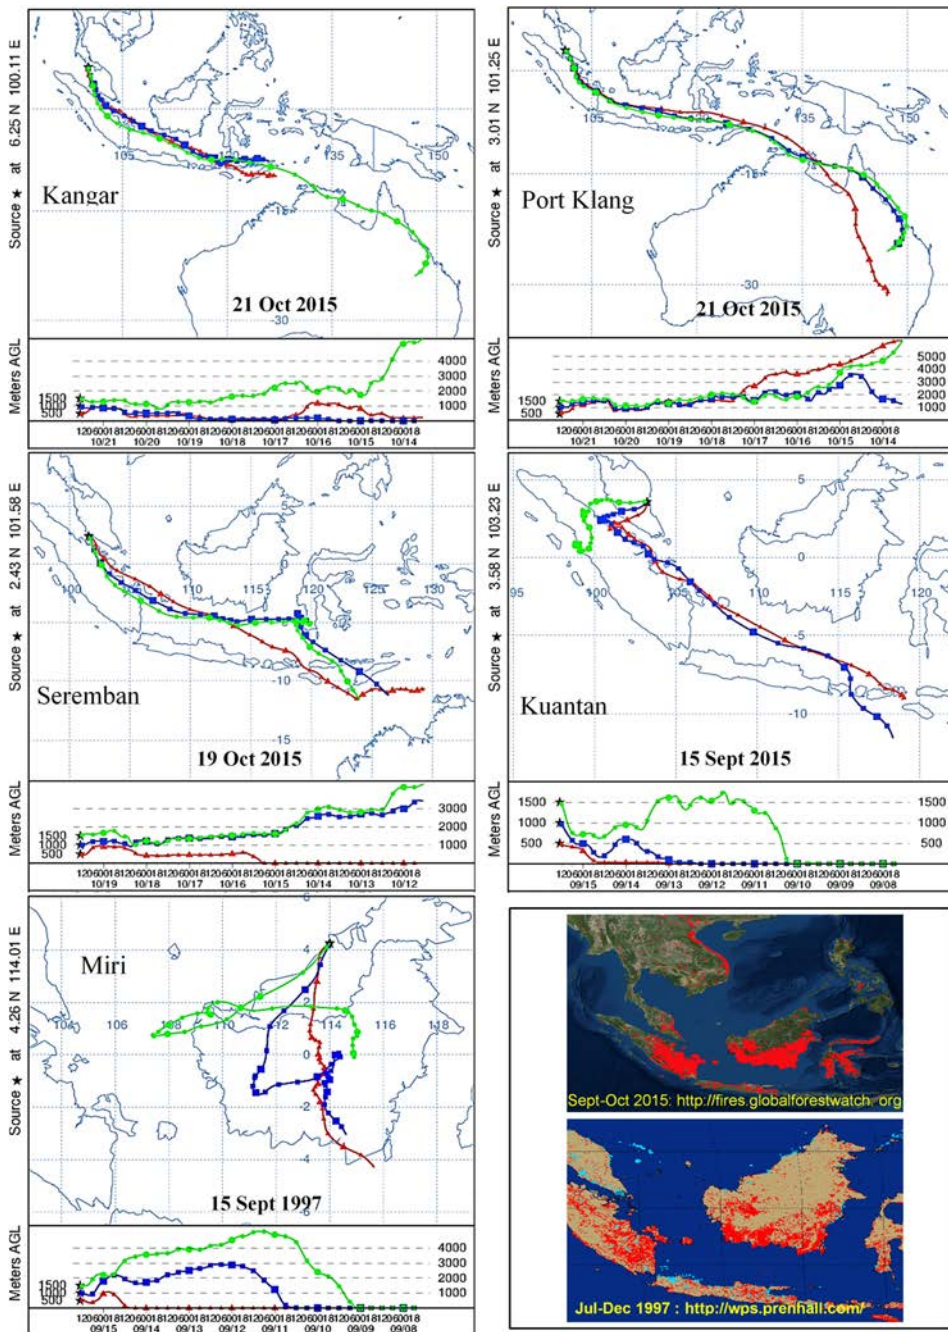 Source ★ at 6.25 N 100.11 E
105
135
150
-15
-30
Kangar
21 Oct 2015
Meters AGL
1500
1000
500
4000
3000
2000
1000
10/21 10/20 10/19 10/18 10/17 10/16 10/15 10/14
Source ★ at 3.01 N 101.25 E
105
135
150
-30
Port Klang
21 Oct 2015
Meters AGL
1500
1000
500
5000
4000
3000
2000
1000
10/21 10/20 10/19 10/18 10/17 10/16 10/15 10/14
Source ★ at 2.43 N 101.58 E
100 105 110 115 120 125 130
5
0
-5
-10
-15
Seremban
19 Oct 2015
Meters AGL
1500
1000
500
3000
2000
1000
10/19 10/18 10/17 10/16 10/15 10/14 10/13 10/12
Source ★ at 3.58 N 103.23 E
95 100 105 110 115 120
5
0
-5
-10
Kuantan
15 Sept 2015
Meters AGL
1500
1000
500
1500
1000
500
09/15 09/14 09/13 09/12 09/11 09/10 09/09 09/08
Source ★ at 4.26 N 114.01 E
6
4
2
104 106 108 110 112 114 116 118
0
-2
-4
-6
Miri
15 Sept 1997
Meters AGL
1500
1000
500
4000
3000
2000
1000
09/15 09/14 09/13 09/12 09/11 09/10 09/09 09/08
Sept-Oct 2015: http://fires.globalforestwatch. org
Jul-Dec 1997 : http://wps.prenhall.com/